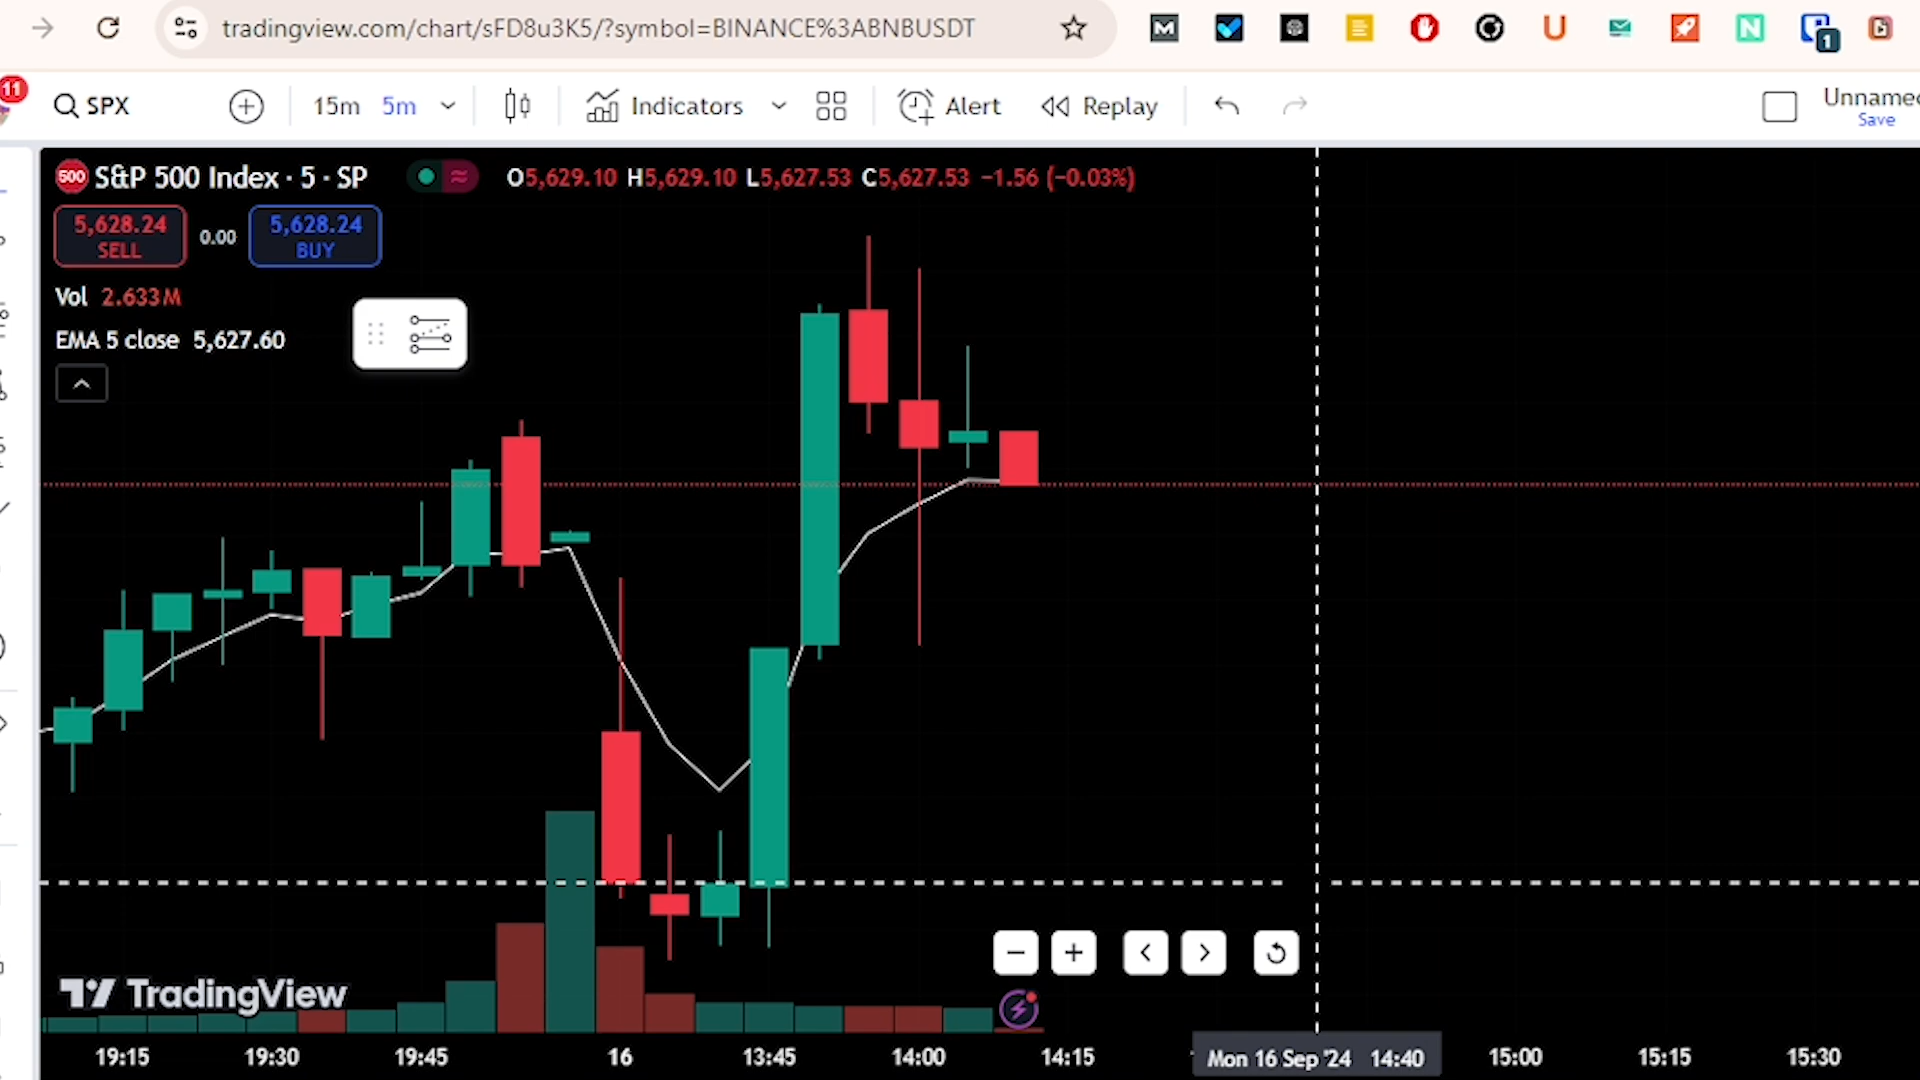 tradingview.com/chart/sFD8u3K5/?symbol=BINANCE%3ABNBUSDT
1
11
SPX
15m 5m
Indicators
Alert
Replay
Save
500 S&P 500 Index · 5 · SP
O5,629.10 H5,629.10 L5,627.53 C5,627.53 −1.56 (−0.03%)
5,628.24
SELL
0.00
5,628.24
BUY
Vol 2.633M
EMA 5 close 5,627.60
TradingView
19:15 19:30 19:45 16 13:45 14:00 14:15 Mon 16 Sep '24 14:40 15:00 15:15 15:30